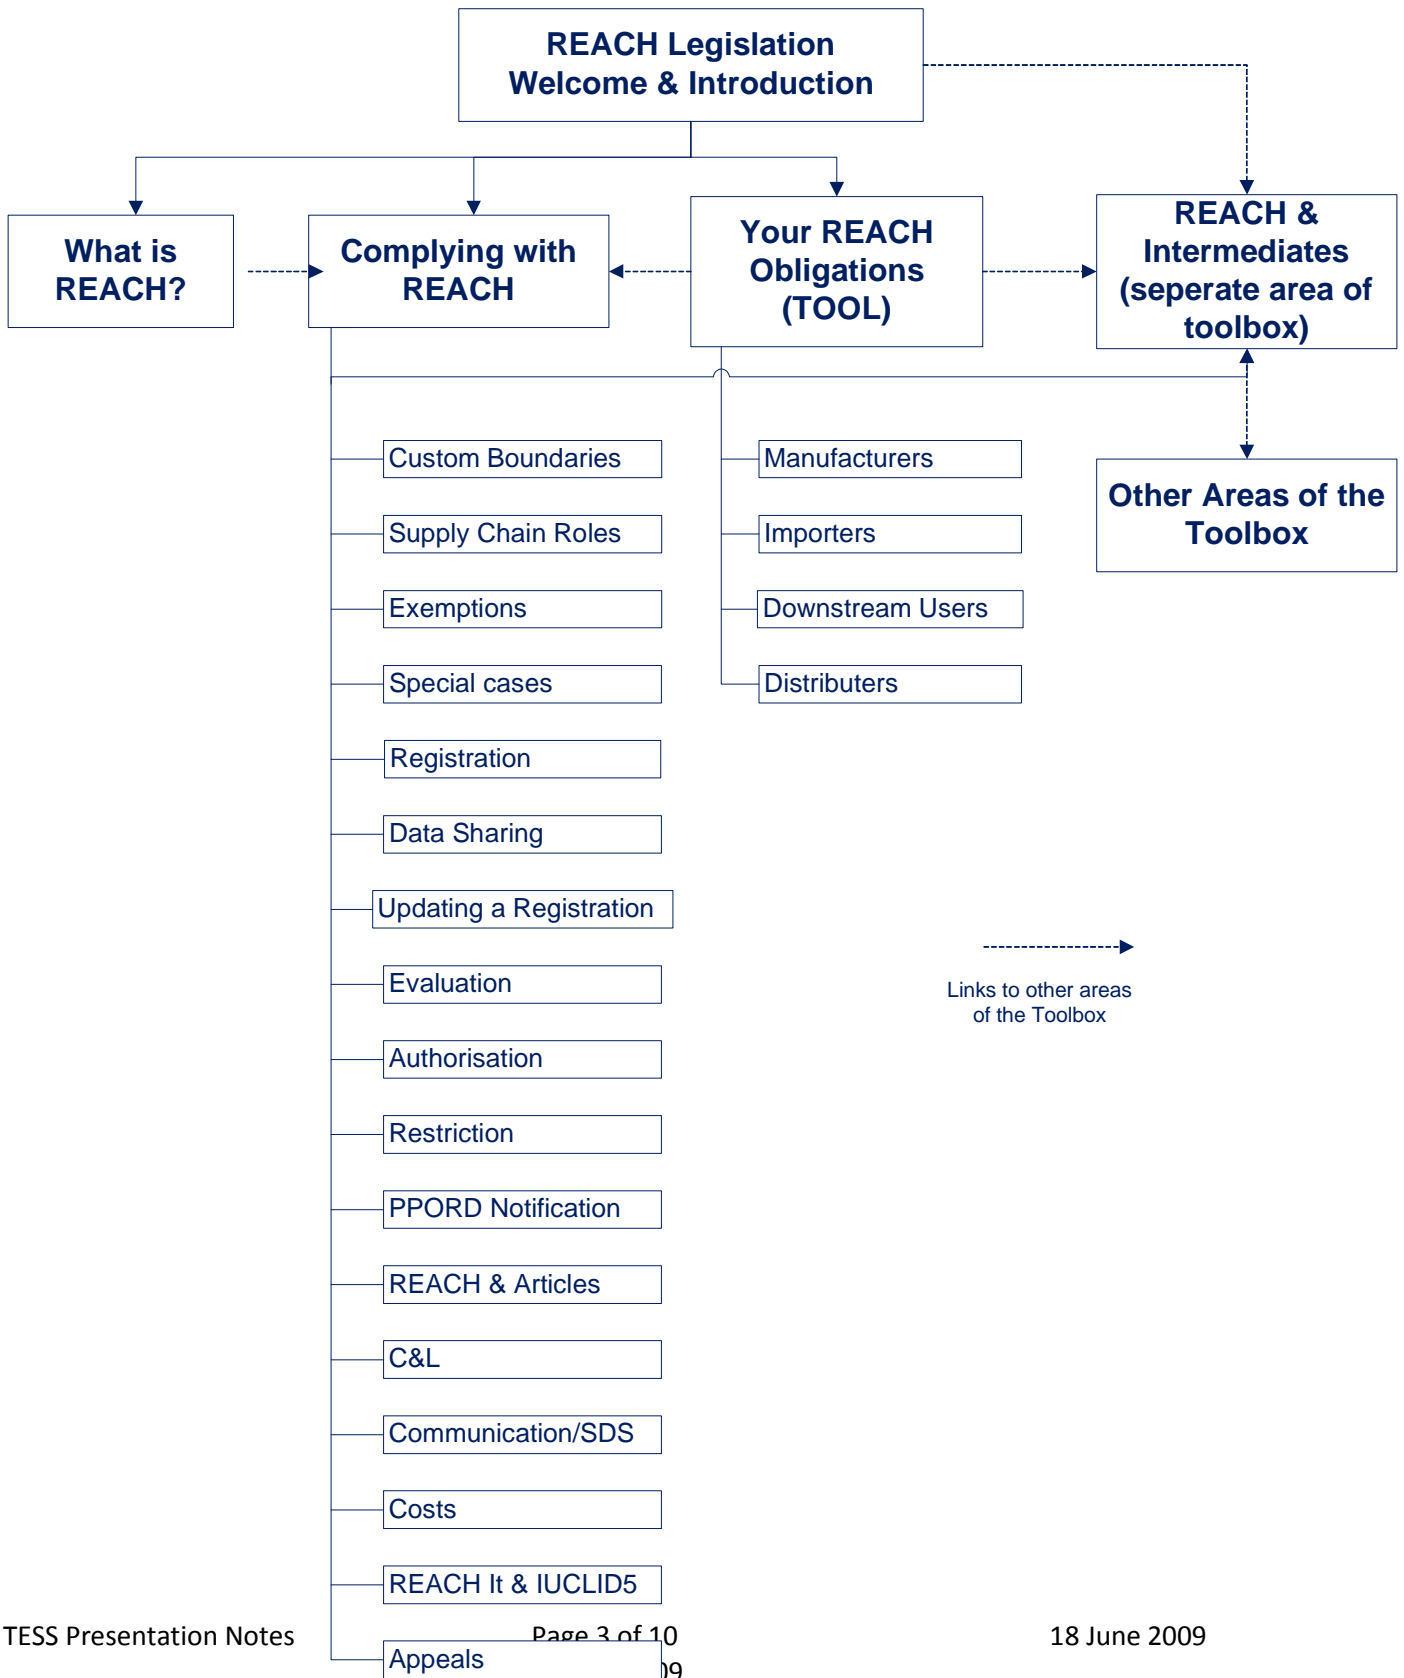 REACH Legislation
Welcome & Introduction
What is
REACH?
Complying with
REACH
Your REACH
Obligations
(TOOL)
REACH &
Intermediates
(seperate area of
toolbox)
Other Areas of the
Toolbox
Custom Boundaries
Supply Chain Roles
Exemptions
Special cases
Registration
Data Sharing
Updating a Registration
Evaluation
Authorisation
Restriction
PPORD Notification
REACH & Articles
C&L
Communication/SDS
Costs
REACH It & IUCLID5
Appeals
Manufacturers
Importers
Downstream Users
Distributers
Links to other areas
of the Toolbox
TESS Presentation Notes Page 3 of 10 18 June 2009